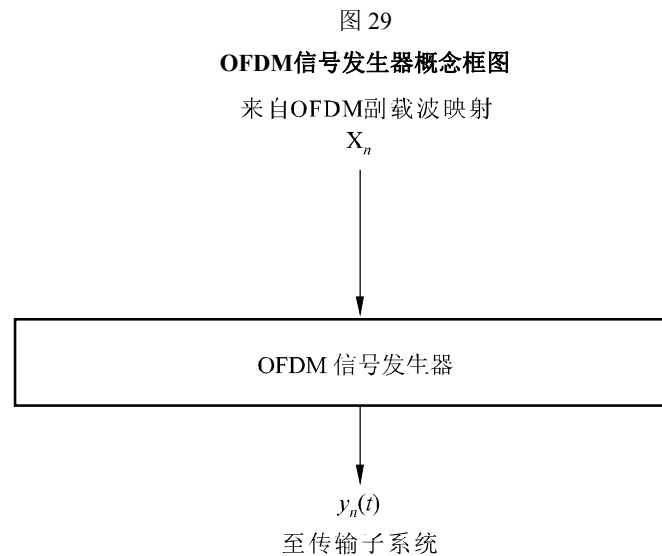 图 29
OFDM信号发生器概念框图
来自OFDM副载波映射
Xn
OFDM 信号发生器
yn(t)
至传输子系统